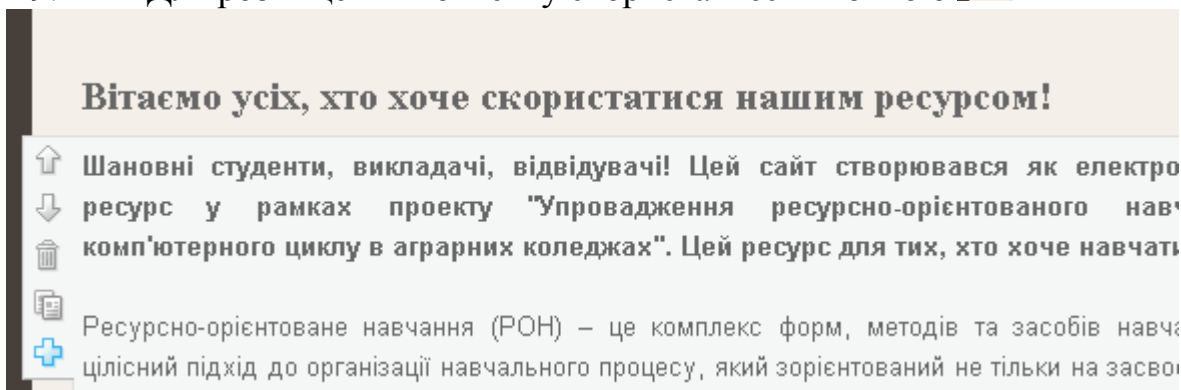 Вітаємо усіх, хто хоче скористатися нашим ресурсом!
Шановні студенти, викладачі, відвідувачі! Цей сайт створювався як електро
ресурс у рамках проекту "Упровадження ресурсно-орієнтованого навч
комп'ютерного циклу в аграрних коледжах". Цей ресурс для тих, хто хоче навчати
Ресурсно-орієнтоване навчання (РОН) – це комплекс форм, методів та засобів навча
цілісний підхід до організації навчального процесу, який зорієнтований не тільки на засвоє